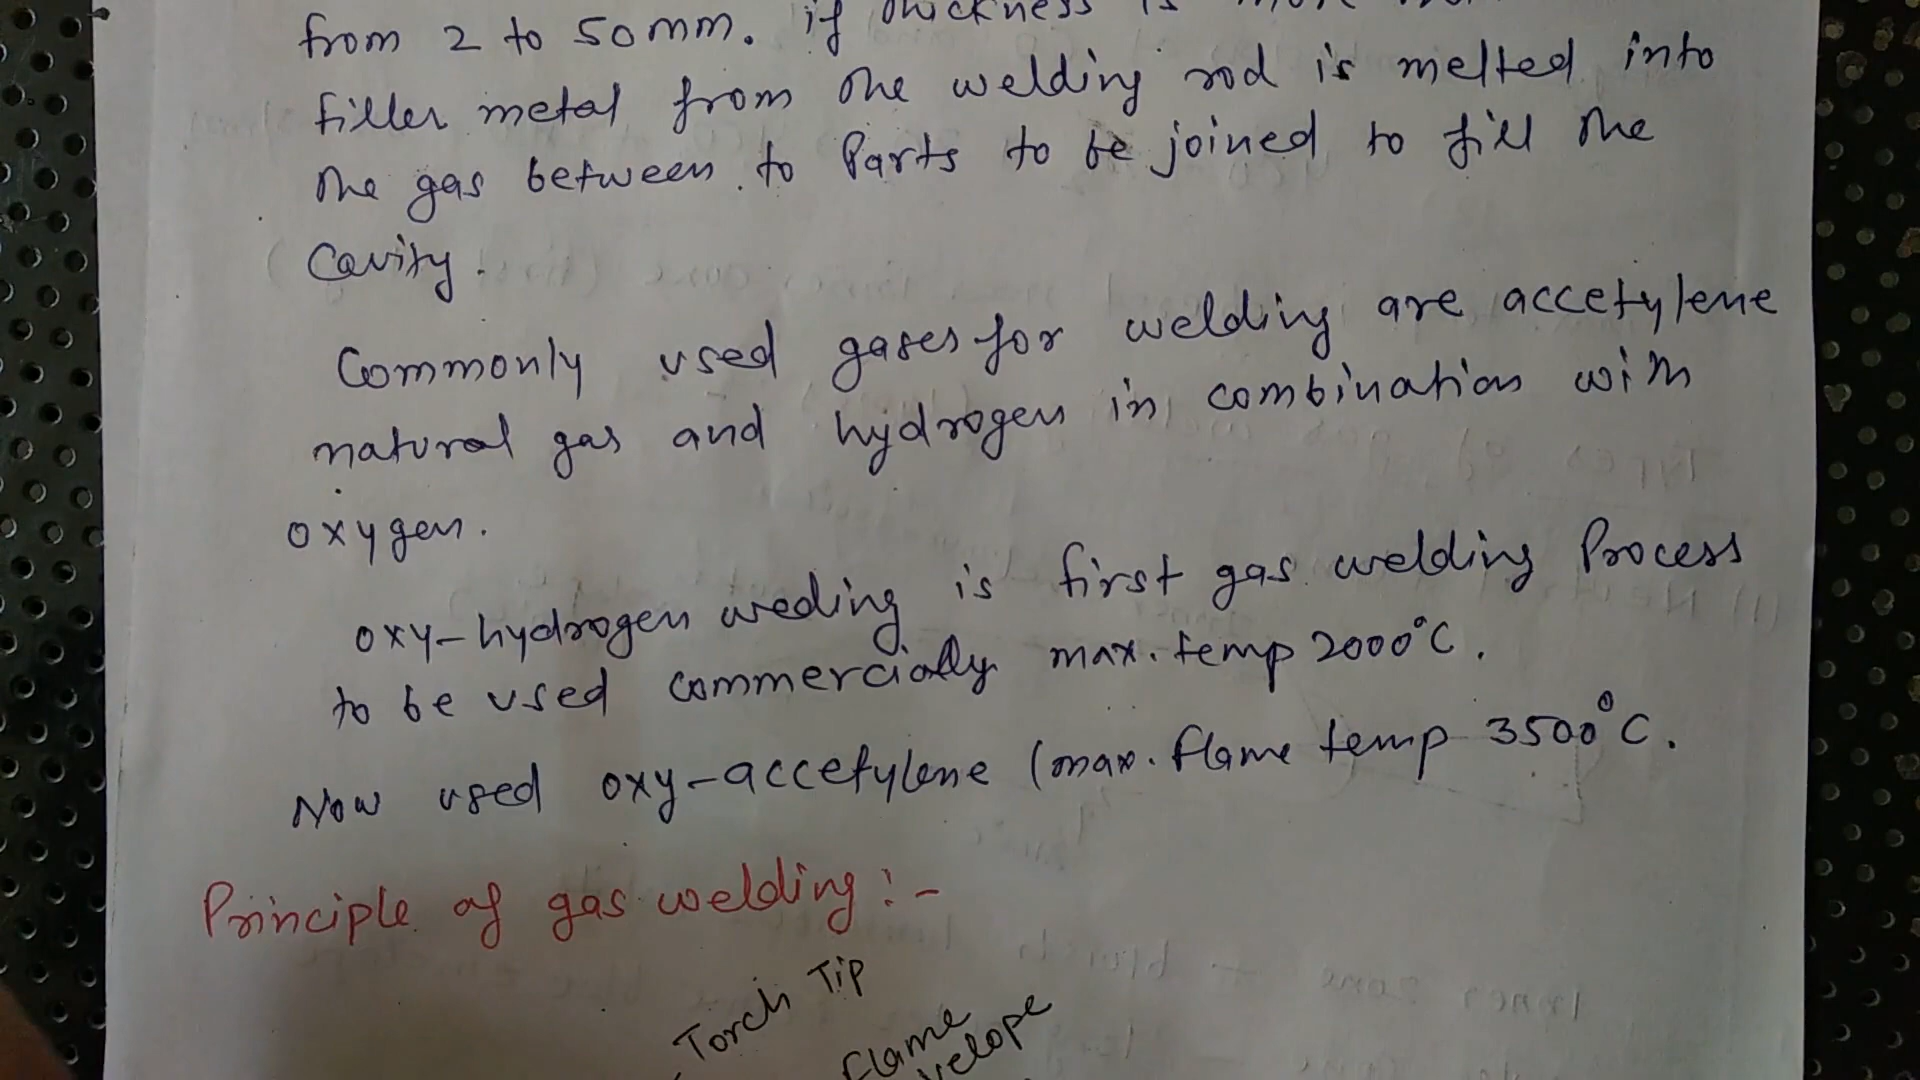 from 2 to 50mm. if thickness is more
filler metal from the welding rod is melted into
the gas between to Parts to be joined to fill the
cavity.
Commonly used gases for welding are accetylene
natural gas and hydrogen in combination with
oxygen.
oxy-hydrogen weding is first gas welding Process
to be used commercially max. temp 2000°C.
Now used oxy-accetylene (max. flame temp 3500°C.
Principle of gas welding :-
Torch Tip
Flame
velope